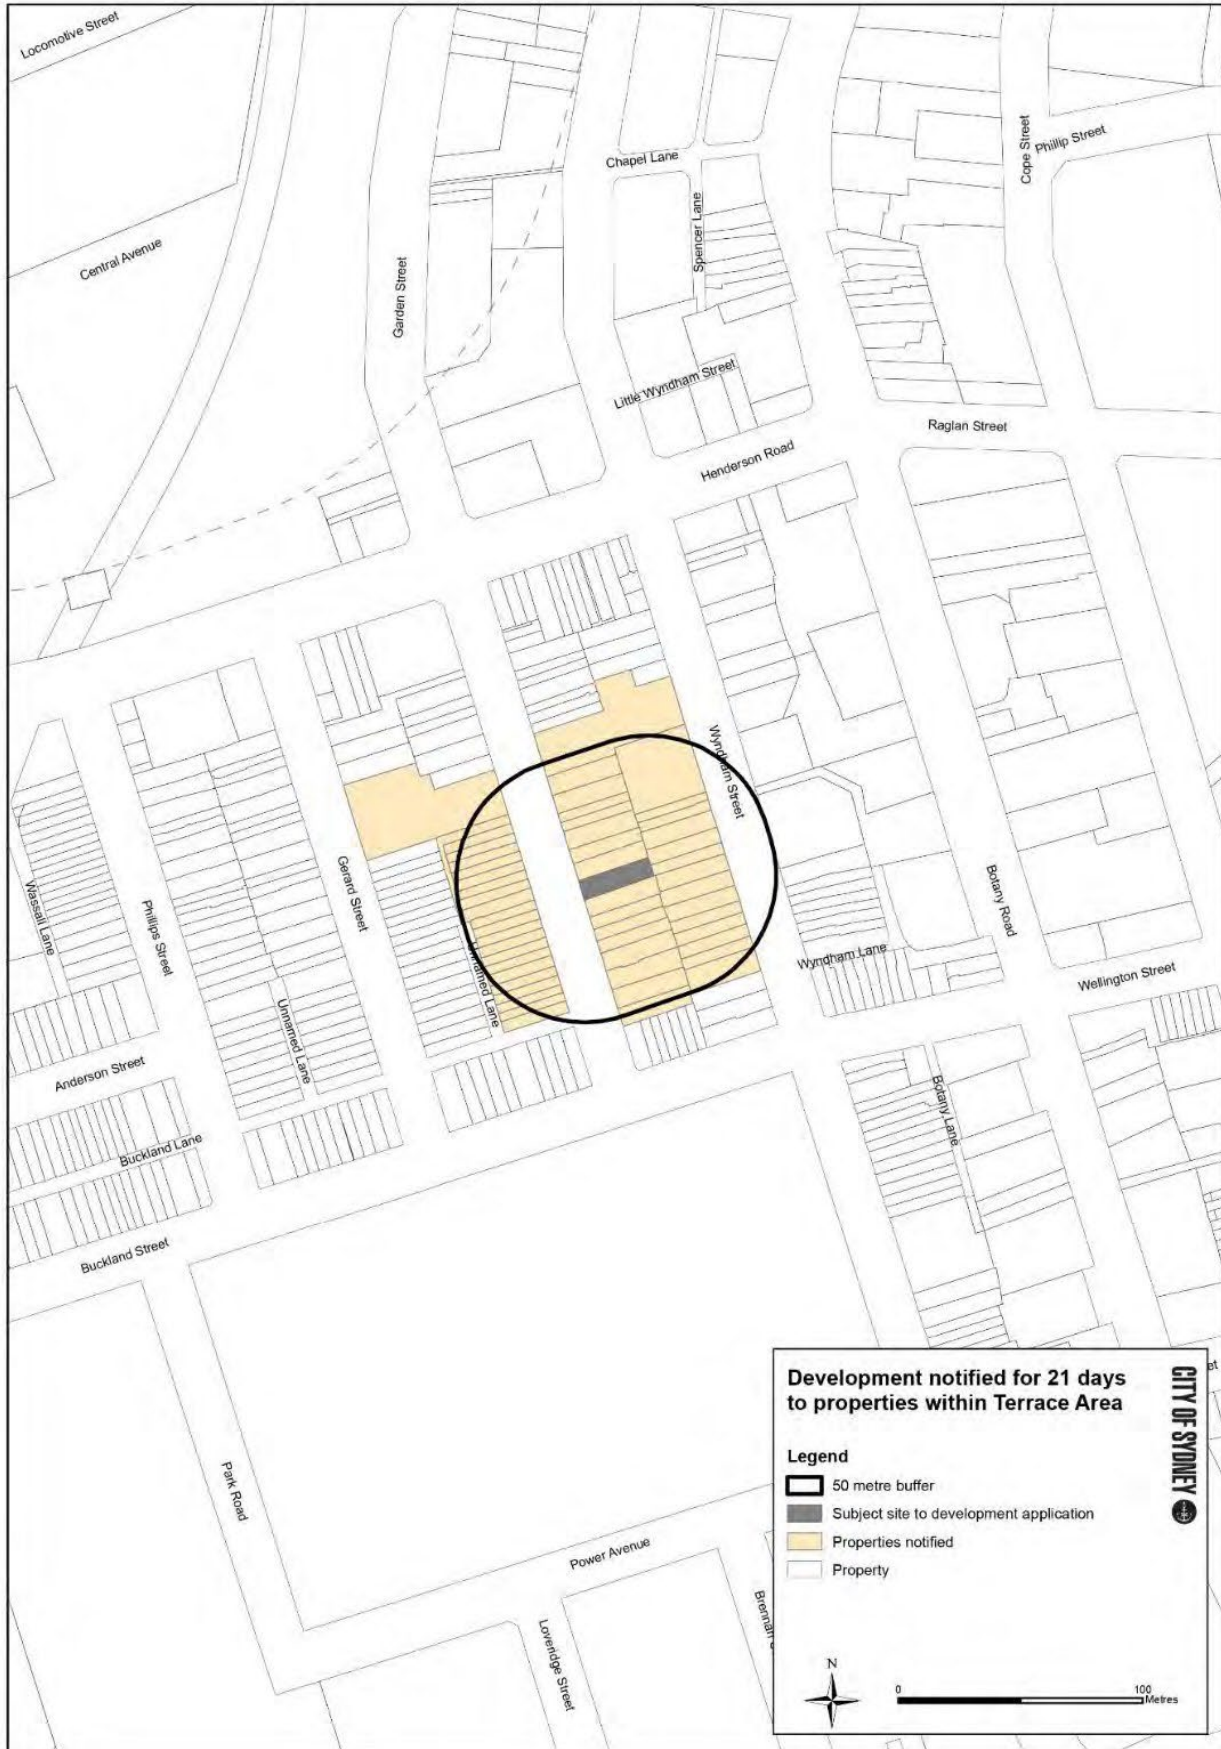 Locomotive Street
Phillip Street
Cope Street
Chapel Lane
Spencer Lane
Central Avenue
Garden Street
Little Wyndham Street
Raglan Street
Henderson Road
Wyndham Street
Gerard Street
Wassall Lane
Phillips Street
Botany Road
Unnamed Lane
Wyndham Lane
Wellington Street
Unnamed Lane
Anderson Street
Botany Lane
Buckland Lane
Buckland Street
Park Road
Power Avenue
Loveridge Street
Development notified for 21 days
to properties within Terrace Area
CITY OF SYDNEY
Legend
50 metre buffer
Subject site to development application
Properties notified
Property
N
0
100
Metres